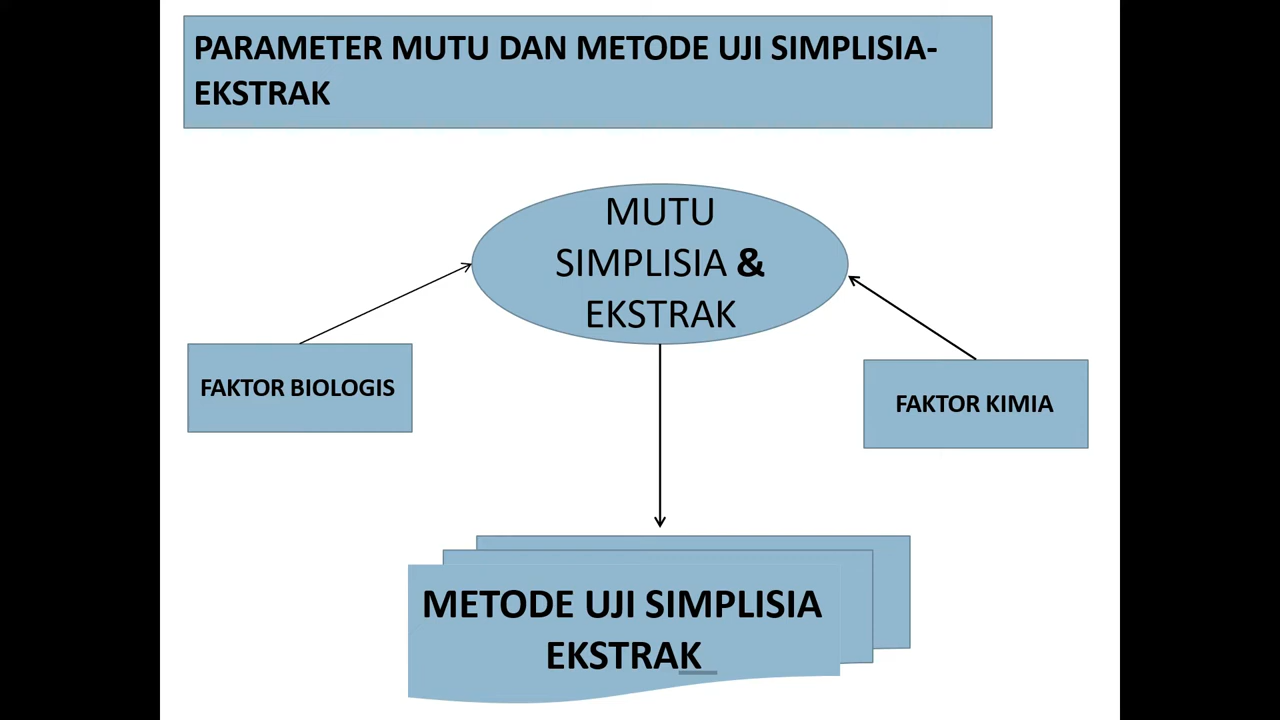 PARAMETER MUTU DAN METODE UJI SIMPLISIA-
EKSTRAK
MUTU
SIMPLISIA &
EKSTRAK
FAKTOR BIOLOGIS
FAKTOR KIMIA
METODE UJI SIMPLISIA
EKSTRAK